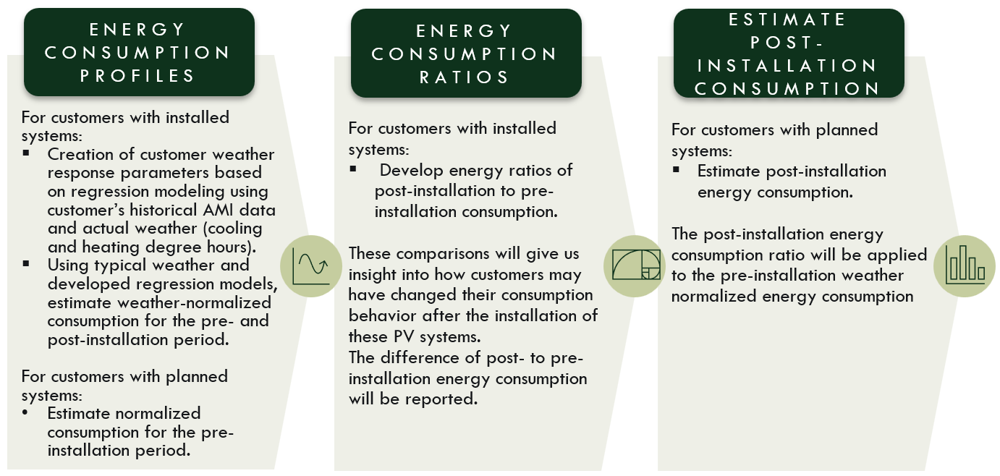 ENERGY
CONSUMPTION
PROFILES
For customers with installed
systems:
▪ Creation of customer weather
response parameters based
on regression modeling using
customer’s historical AMI data
and actual weather (cooling
and heating degree hours).
▪ Using typical weather and
developed regression models,
estimate weather-normalized
consumption for the pre- and
post-installation period.
For customers with planned
systems:
• Estimate normalized
consumption for the pre-
installation period.
ENERGY
CONSUMPTION
RATIOS
For customers with installed
systems:
▪ Develop energy ratios of
post-installation to pre-
installation consumption.
These comparisons will give us
insight into how customers may
have changed their consumption
behavior after the installation of
these PV systems.
The difference of post- to pre-
installation energy consumption
will be reported.
ESTIMATE
POST-
INSTALLATION
CONSUMPTION
For customers with planned
systems:
▪ Estimate post-installation
energy consumption.
The post-installation energy
consumption ratio will be applied
to the pre-installation weather
normalized energy consumption